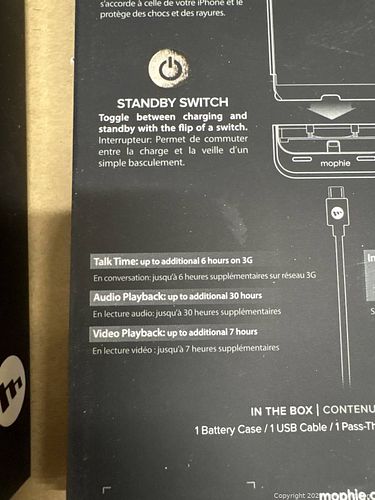 s'accorde à celle de votre iPhone et le
protège des chocs et des rayures.
STANDBY SWITCH
Toggle between charging and
standby with the flip of a switch.
Interrupteur: Permet de commuter
entre la charge et la veille d'un
simple basculement.
mophie
Talk Time: up to additional 6 hours on 3G
En conversation: jusqu'à 6 heures supplémentaires sur réseau 3G
Audio Playback: up to additional 30 hours
En lecture audio: jusqu'à 30 heures supplémentaires
Video Playback: up to additional 7 hours
En lecture vidéo : jusqu'à 7 heures supplémentaires
In
S
IN THE BOX | CONTENU
1 Battery Case / 1 USB Cable / 1 Pass-Th
mophie.c